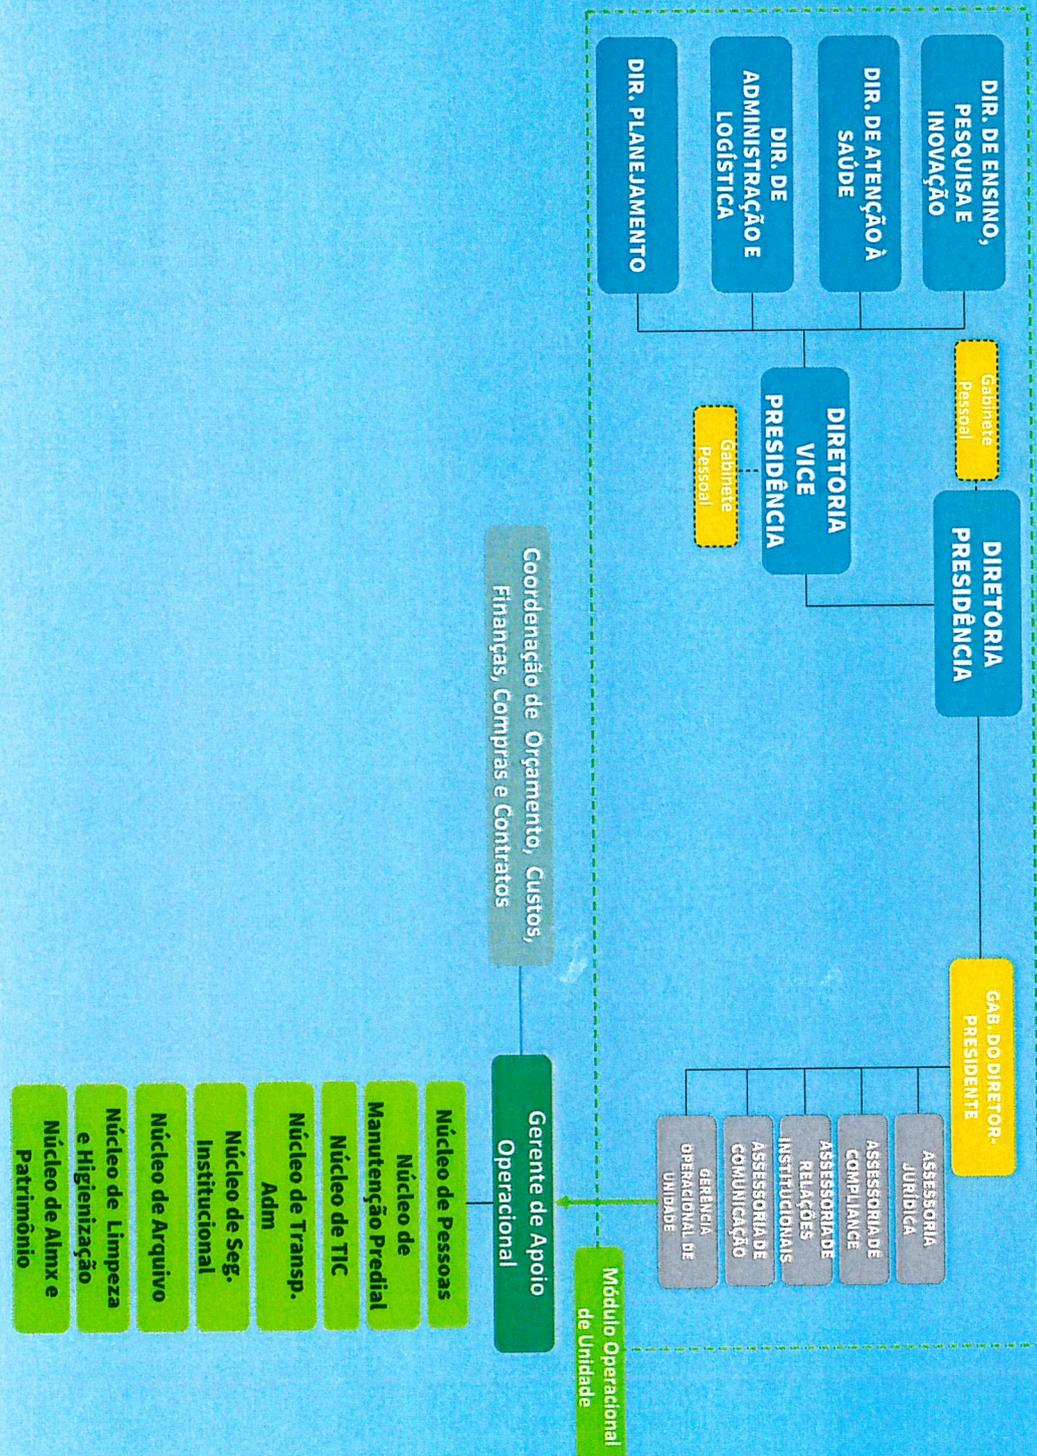 DIRETORIA
PRESIDÊNCIA
Gabinete
Pessoal
GAB. DO DIRETOR-
PRESIDENTE
DIRETORIA
VICE
PRESIDÊNCIA
Gabinete
Pessoal
DIR. DE ENSINO,
PESQUISA E
INOVAÇÃO
DIR. DE ATENÇÃO À
SAÚDE
DIR. DE
ADMINISTRAÇÃO E
LOGÍSTICA
DIR. PLANEJAMENTO
ASSESSORIA
JURÍDICA
ASSESSORIA DE
COMPLIANCE
ASSESSORIA DE
RELAÇÕES
INSTITUCIONAIS
ASSESSORIA DE
COMUNICAÇÃO
GERENCIA
OPERACIONAL DE
UNIDADE
Módulo Operacional
de Unidade
Coordenação de Orçamento, Custos,
Finanças, Compras e Contratos
Gerente de Apoio
Operacional
Núcleo de Pessoas
Núcleo de
Manutenção Predial
Núcleo de TIC
Núcleo de Transp.
Adm
Núcleo de Seg.
Institucional
Núcleo de Arquivo
Núcleo de Limpeza
e Higienização
Núcleo de Almx e
Patrimônio